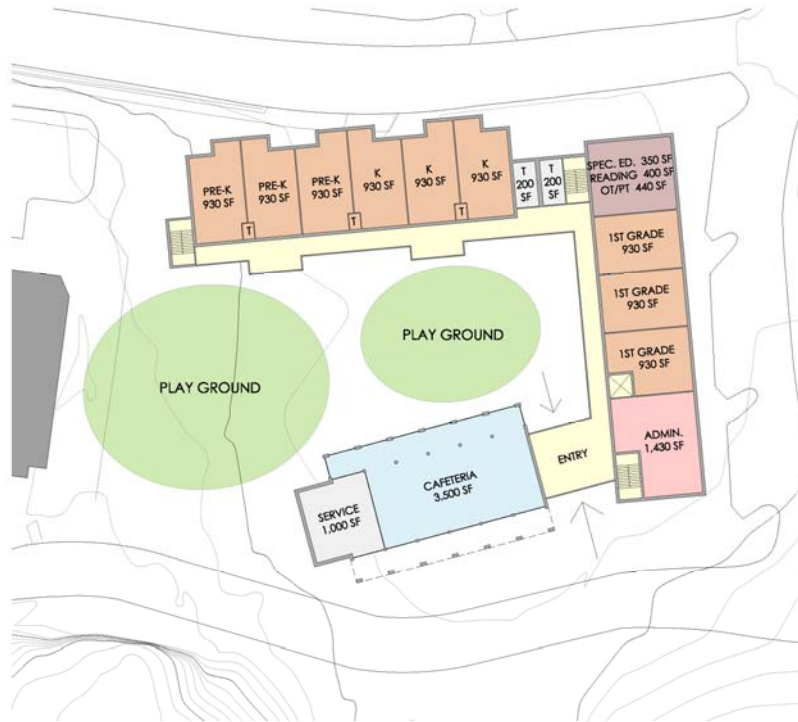 PRE-K
930 SF
PRE-K
930 SF
PRE-K
930 SF
K
930 SF
K
930 SF
K
930 SF
T
T
T
T
200
SF
T
200
SF
SPEC. ED. 350 SF
READING 400 SF
OT/PT 440 SF
1ST GRADE
930 SF
1ST GRADE
930 SF
1ST GRADE
930 SF
PLAY GROUND
PLAY GROUND
ADMIN.
1,430 SF
ENTRY
CAFETERIA
3,500 SF
SERVICE
1,000 SF